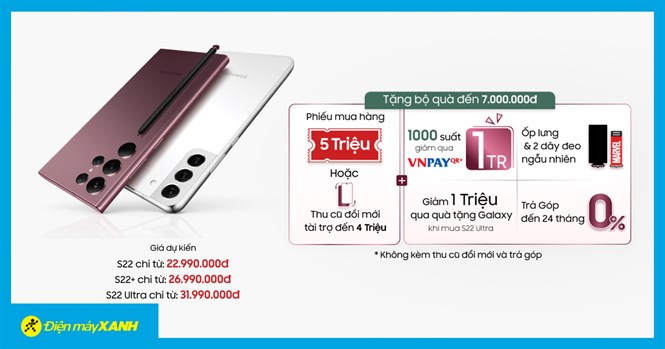 Tặng bộ quà đến 7.000.000đ
Phiếu mua hàng
5 Triệu
Hoặc
Thu cũ đổi mới
tài trợ đến 4 Triệu
+
1000 suất
giảm qua
VNPAYQR
1 TR
Ốp lưng
& 2 dây đeo
ngẫu nhiên
MARVEL
Giảm 1 Triệu
qua quà tặng Galaxy
khi mua S22 Ultra
Trả Góp
đến 24 tháng
0%
* Không kèm thu cũ đổi mới và trả góp
Giá dự kiến
S22 chỉ từ: 22.990.000đ
S22+ chỉ từ: 26.990.000đ
S22 Ultra chỉ từ: 31.990.000đ
Điện máy XANH